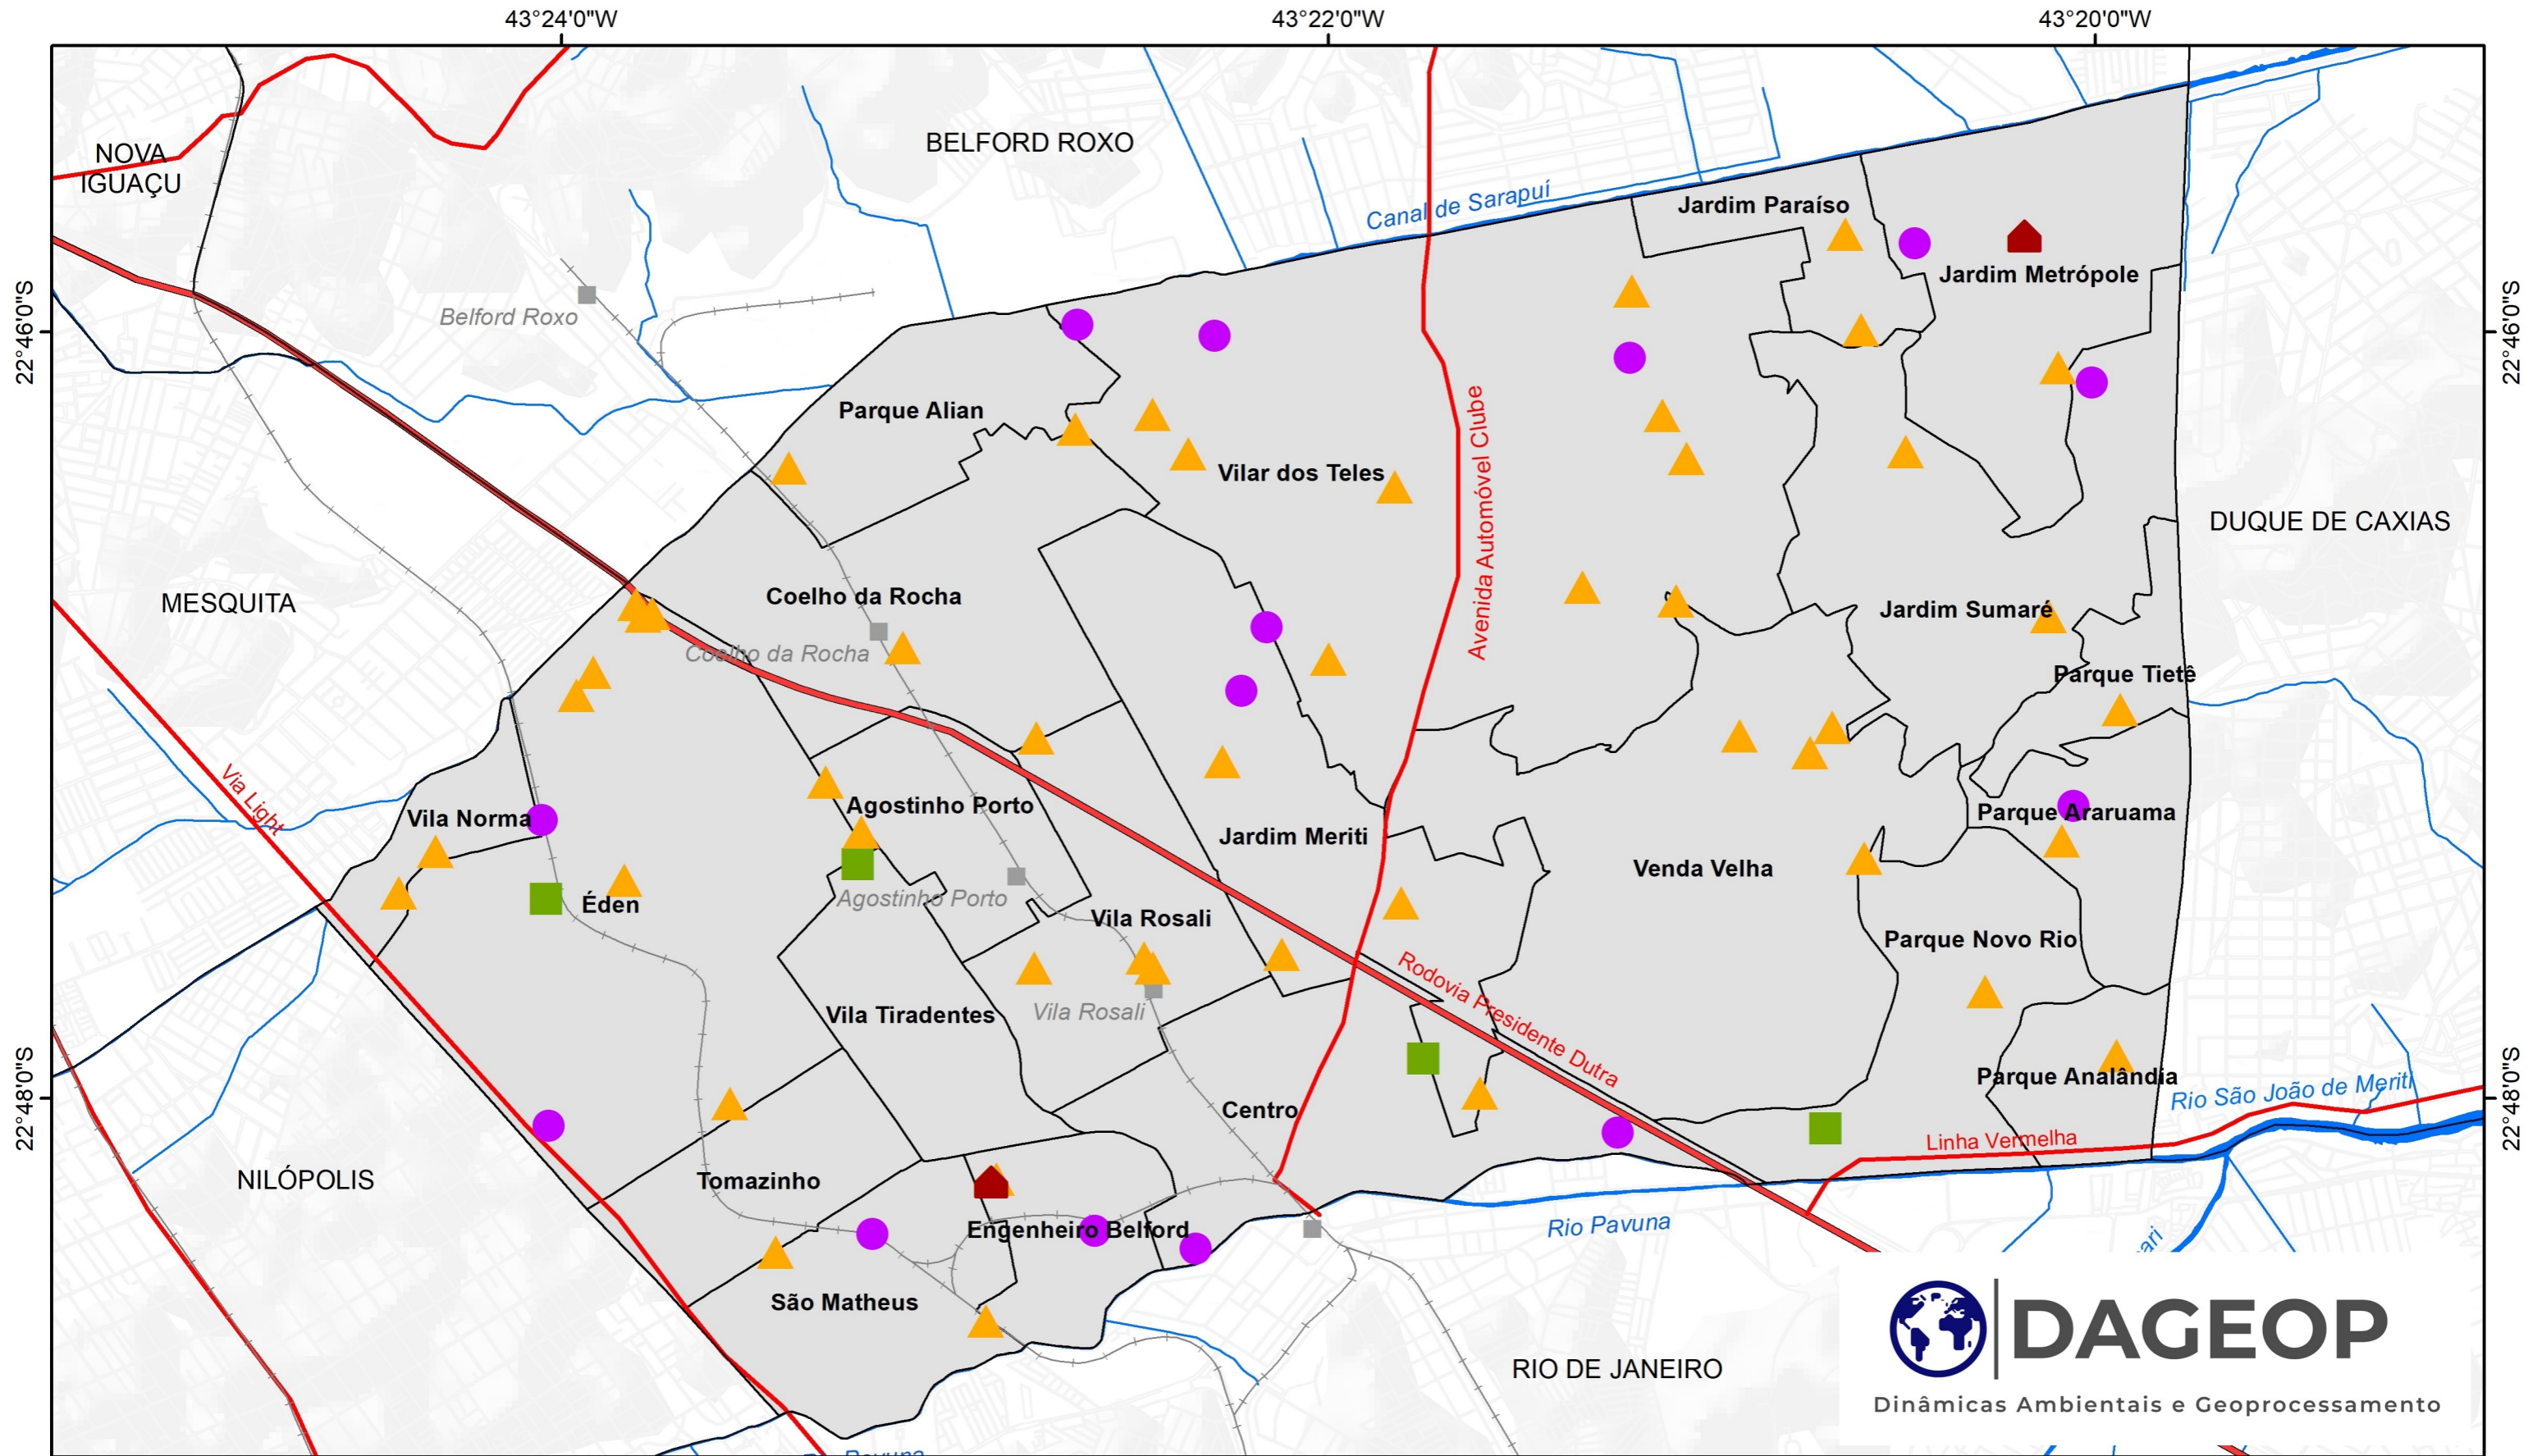 43°24'0"W
43°22'0"W
43°20'0"W
NOVA
IGUAÇU
BELFORD ROXO
Canal de Sarapuí
Jardim Paraíso
Jardim Metrópole
22°46'0"S
22°46'0"S
Belford Roxo
Parque Alian
Vilar dos Teles
Avenida Automóvel Clube
DUQUE DE CAXIAS
MESQUITA
Coelho da Rocha
Coelho da Rocha
Jardim Sumaré
Parque Tietê
Via Light
Vila Norma
Agostinho Porto
Jardim Meriti
Parque Araruama
Venda Velha
Éden
Agostinho Porto
Vila Rosali
Parque Novo Rio
Rodovia Presidente Dutra
Vila Tiradentes
Vila Rosali
Parque Analândia
22°48'0"S
22°48'0"S
Centro
Rio São João de Meriti
Linha Vermelha
NILÓPOLIS
Tomazinho
Engenheiro Belford
Rio Pavuna
ari
São Matheus
RIO DE JANEIRO
DAGEOP
Dinâmicas Ambientais e Geoprocessamento